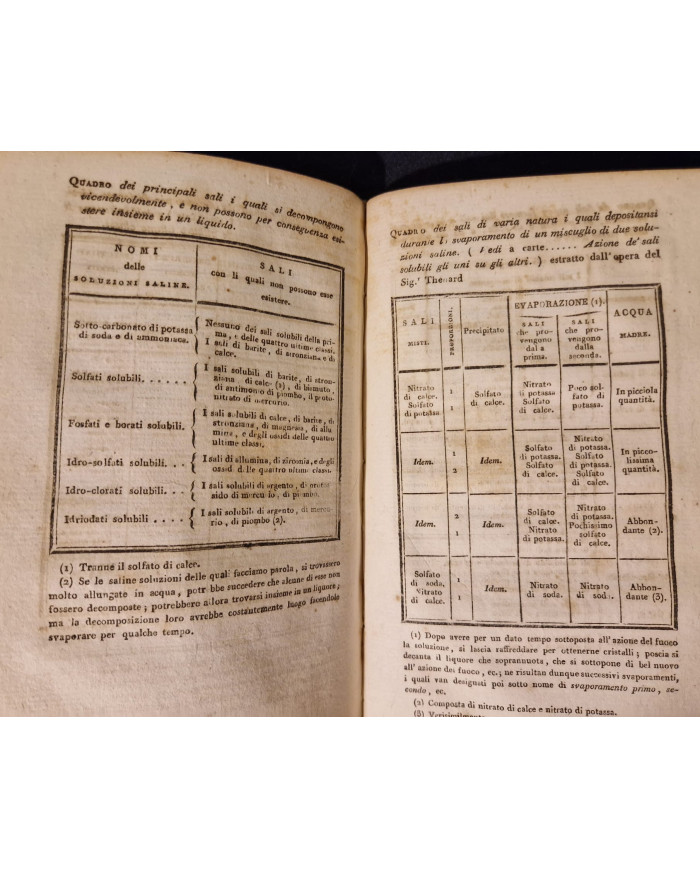 QUADRO dei principali sali i quali si decompongono
vicendevolmente, e non possono per conseguenza esi-
stere insieme in un liquido.
NOMI
delle
SOLUZIONI SALINE.
SALI
con li quali non possono esse
esistere.
Sotto-carbonato di potassa
di soda e di ammoniaca.
Nessuno dei sali solubili della pri-
ma, e delle quattro ultime classi.
I sali di barite, di stronziana e di
calce.
Solfati solubili. . . . . .
I sali solubili di barite, di stron-
ziana, di calce (2), di bismuto,
di antimonio di piombo, il proto-
nitrato di mercurio.
Fosfati e borati solubili.
I sali solubili di calce, di barite, di
stronziana, di magnesia, di allu
mina, e degli ossidi delle quattro
ultime classi.
Idro-solfati solubili. . . .
I sali di allumina, di zirconia, e degli
ossidi delle quattro ultime classi
Idro-clorati solubili. . .
I sali solubili di argento, di
sido di mercurio, di piombo.
Idriodati solubili . . . .
I sali solubili di argento, di mercu
rio, di piombo (2).
(1) Tranne il solfato di calce.
(2) Se le saline soluzioni delle quali facciamo parola, si trovassero
molto allungate in acqua, potrebbe succedere che alcune di esse non
fossero decomposte; potrebbero allora trovarsi insieme in un liquore;
ma la decomposizione loro avrebbe costantemente luogo facendole
svaporare per qualche tempo.
QUADRO dei sali di varia natura i quali depositansi
durante lo svaporamento di un miscuglio di due solu-
zioni saline. (Vedi a carte...... Azione de' sali
solubili gli uni su gli altri.) estratto dall'opera del
Sig.r Thenard
SALI
MISTI.
PROPORZIONI.
Precipitato
EVAPORAZIONE (1).
SALI
che pro-
vengono
dal a
prima.
SALI
che pro-
vengono
dalla
seconda.
ACQUA
MADRE.
Nitrato
di calce.
Solfato
di potassa
1
1
Solfato
di calce.
Nitrato
di potassa
Solfato
di calce.
Poco sol-
fato di
potassa.
In picciola
quantità.
Idem.
1
2
Idem.
Solfato
di potassa.
Solfato
di calce.
Nitrato
di potassa.
Solfato
di potassa.
Solfato
di calce.
In picco-
lissima
quantità.
Idem.
2
1
Idem.
Solfato
di calce.
Nitrato
di potassa.
Nitrato
di potassa.
Pochissimo
solfato
di calce.
Abbon-
dante (2).
Solfato
di soda.
Nitrato
di calce.
1
1
Idem.
Nitrato
di soda.
Nitrato
di soda.
Abbon-
dante (3).
(1) Dopo avere per un dato tempo sottoposta all'azione del fuoco
la soluzione, si lascia raffreddare per ottenerne cristalli; poscia si
decanta il liquore che soprannuota, che si sottopone di bel nuovo
all'azione del fuoco, ec.; ne risultan dunque successivi svaporamenti,
i quali van designati poi sotto nome di svaporamento primo, se-
condo, ec.
(2) Composta di nitrato di calce e nitrato di potassa.
(3)